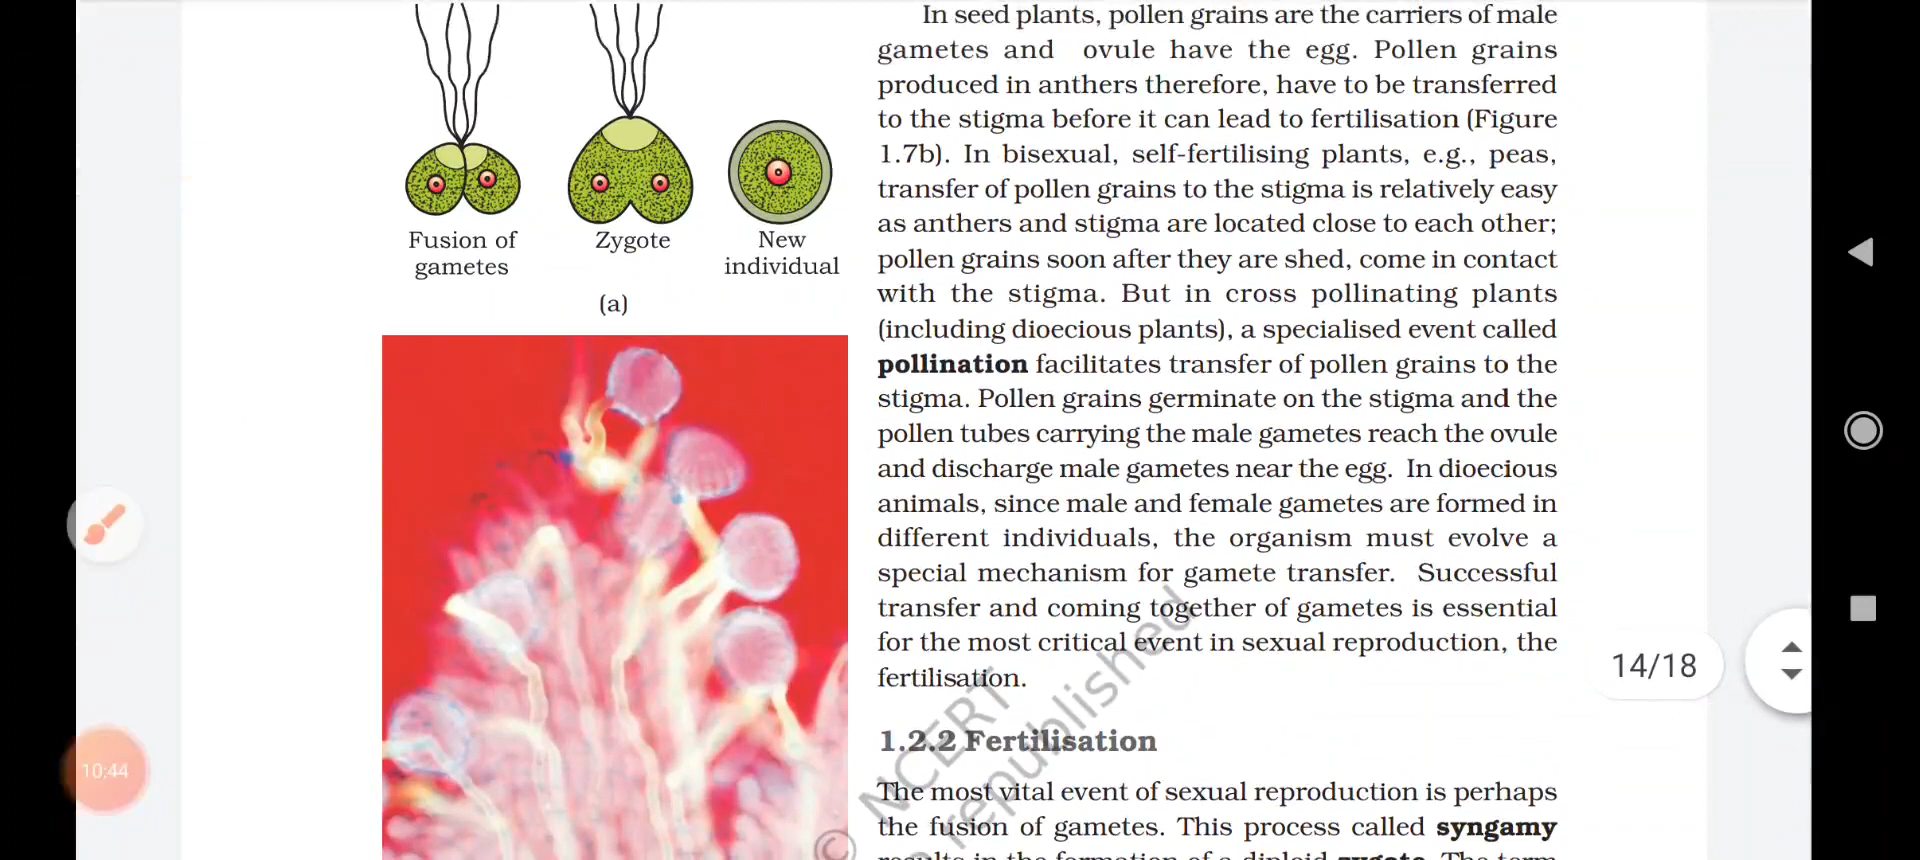 Fusion of
gametes
Zygote
New
individual
(a)
In seed plants, pollen grains are the carriers of male
gametes and ovule have the egg. Pollen grains
produced in anthers therefore, have to be transferred
to the stigma before it can lead to fertilisation (Figure
1.7b). In bisexual, self-fertilising plants, e.g., peas,
transfer of pollen grains to the stigma is relatively easy
as anthers and stigma are located close to each other;
pollen grains soon after they are shed, come in contact
with the stigma. But in cross pollinating plants
(including dioecious plants), a specialised event called
pollination facilitates transfer of pollen grains to the
stigma. Pollen grains germinate on the stigma and the
pollen tubes carrying the male gametes reach the ovule
and discharge male gametes near the egg. In dioecious
animals, since male and female gametes are formed in
different individuals, the organism must evolve a
special mechanism for gamete transfer. Successful
transfer and coming together of gametes is essential
for the most critical event in sexual reproduction, the
fertilisation.
1.2.2 Fertilisation
The most vital event of sexual reproduction is perhaps
the fusion of gametes. This process called syngamy
results in the formation of a diploid zygote. The term
© NCERT
republished
14/18
10:44